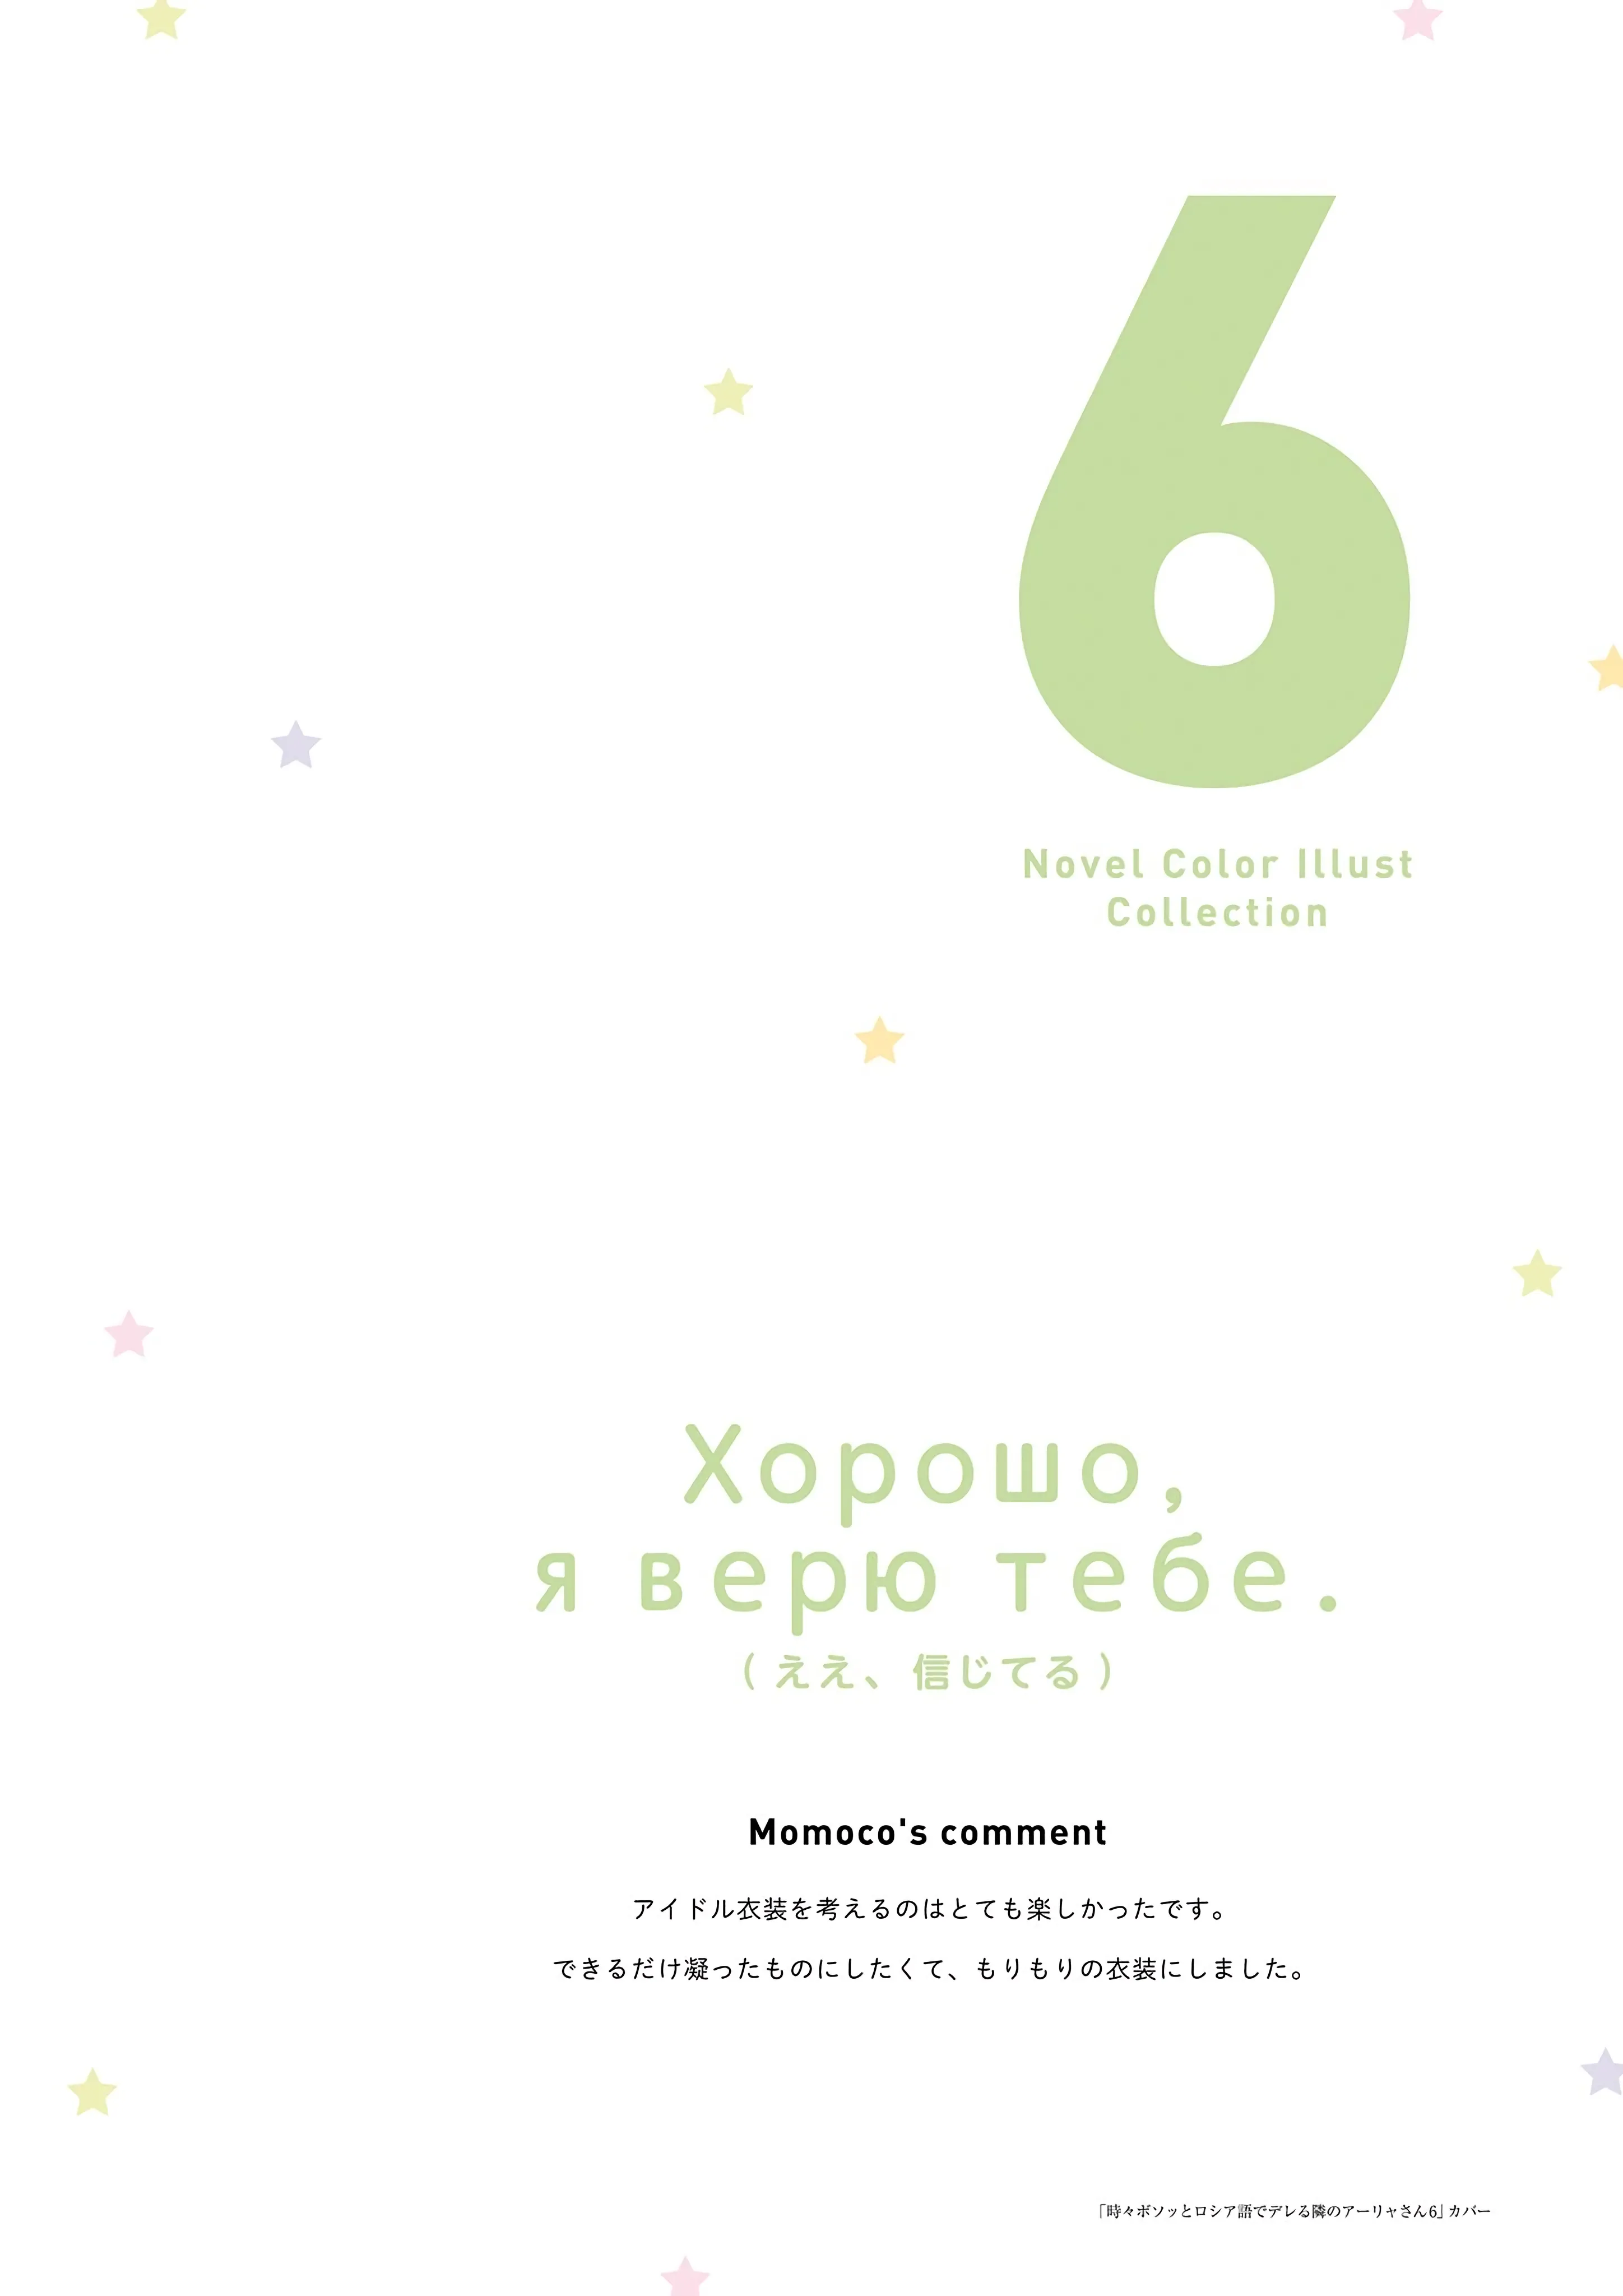 6
Novel Color Illust
Collection
Хорошо,
я верю тебе.
(ええ、信じてる)
Momoco's comment
アイドル衣装を考えるのはとても楽しかったです。
できるだけ凝ったものにしたくて、もりもりの衣装にしました。
「時々ボソッとロシア語でデレる隣のアーリャさん6」カバー